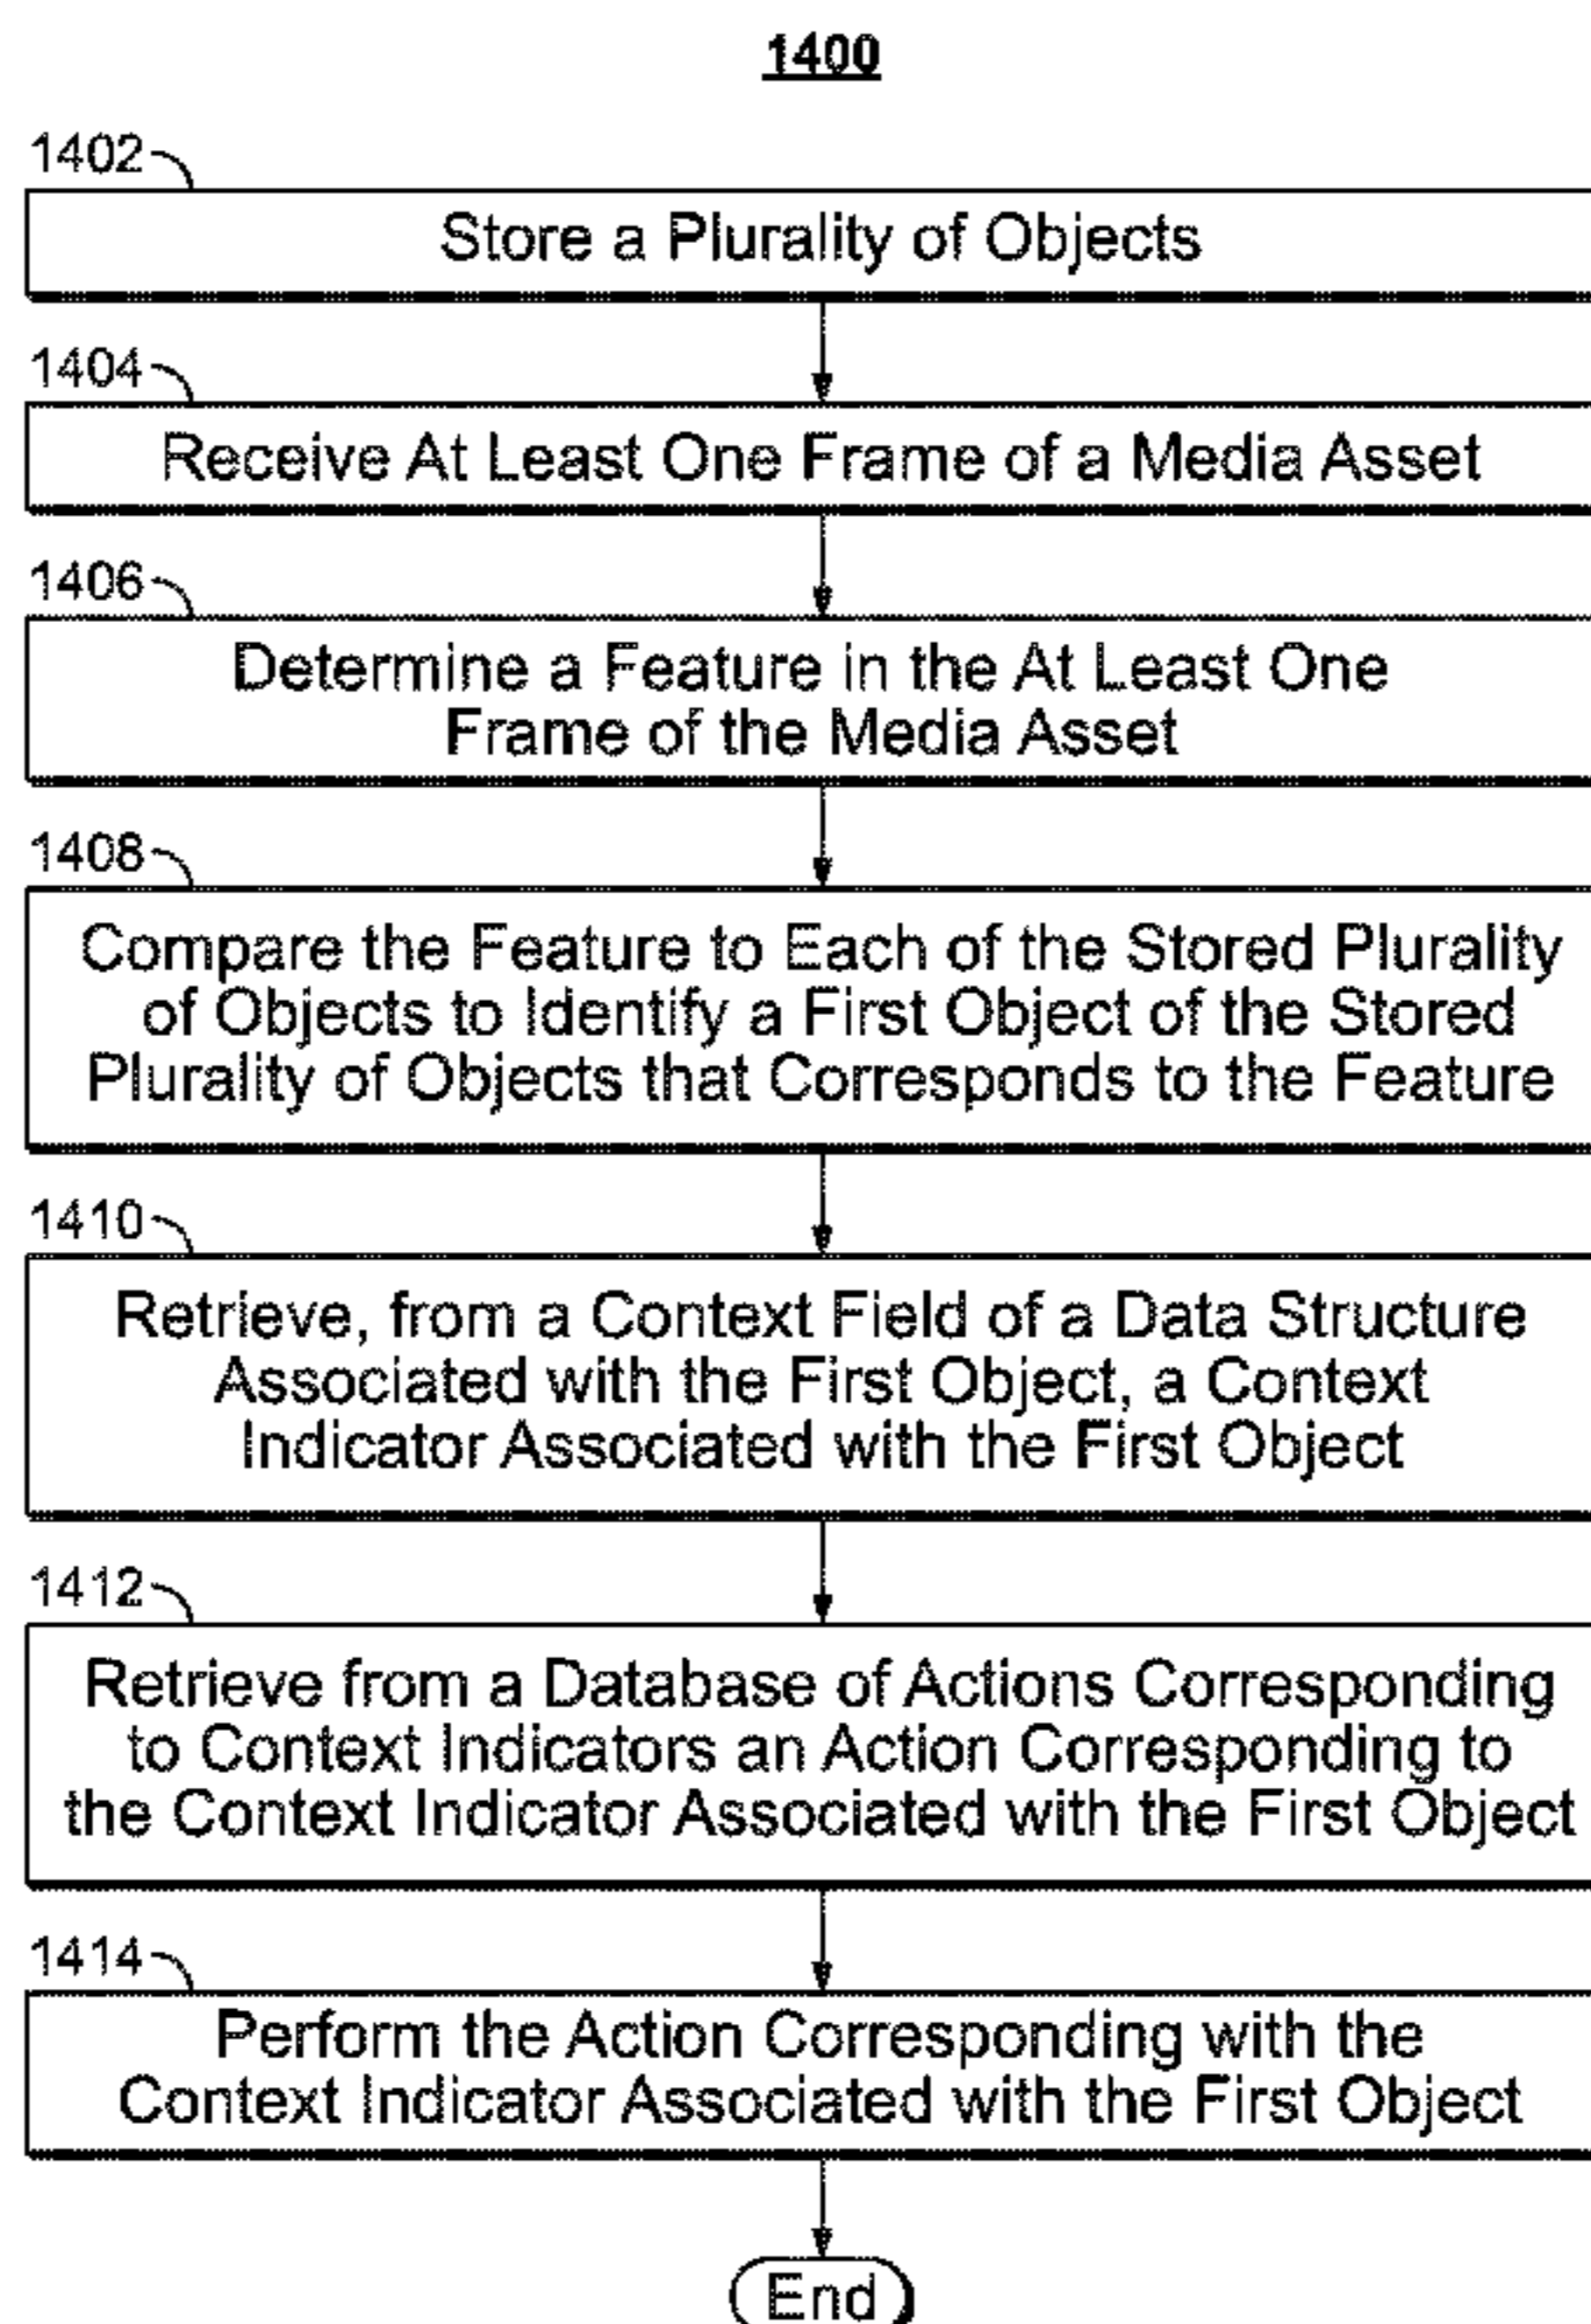 1400
1402
Store a Plurality of Objects
1404
Receive At Least One Frame of a Media Asset
1406
Determine a Feature in the At Least One
Frame of the Media Asset
1408
Compare the Feature to Each of the Stored Plurality
of Objects to Identify a First Object of the Stored
Plurality of Objects that Corresponds to the Feature
1410
Retrieve, from a Context Field of a Data Structure
Associated with the First Object, a Context
Indicator Associated with the First Object
1412
Retrieve from a Database of Actions Corresponding
to Context Indicators an Action Corresponding to
the Context Indicator Associated with the First Object
1414
Perform the Action Corresponding with the
Context Indicator Associated with the First Object
End